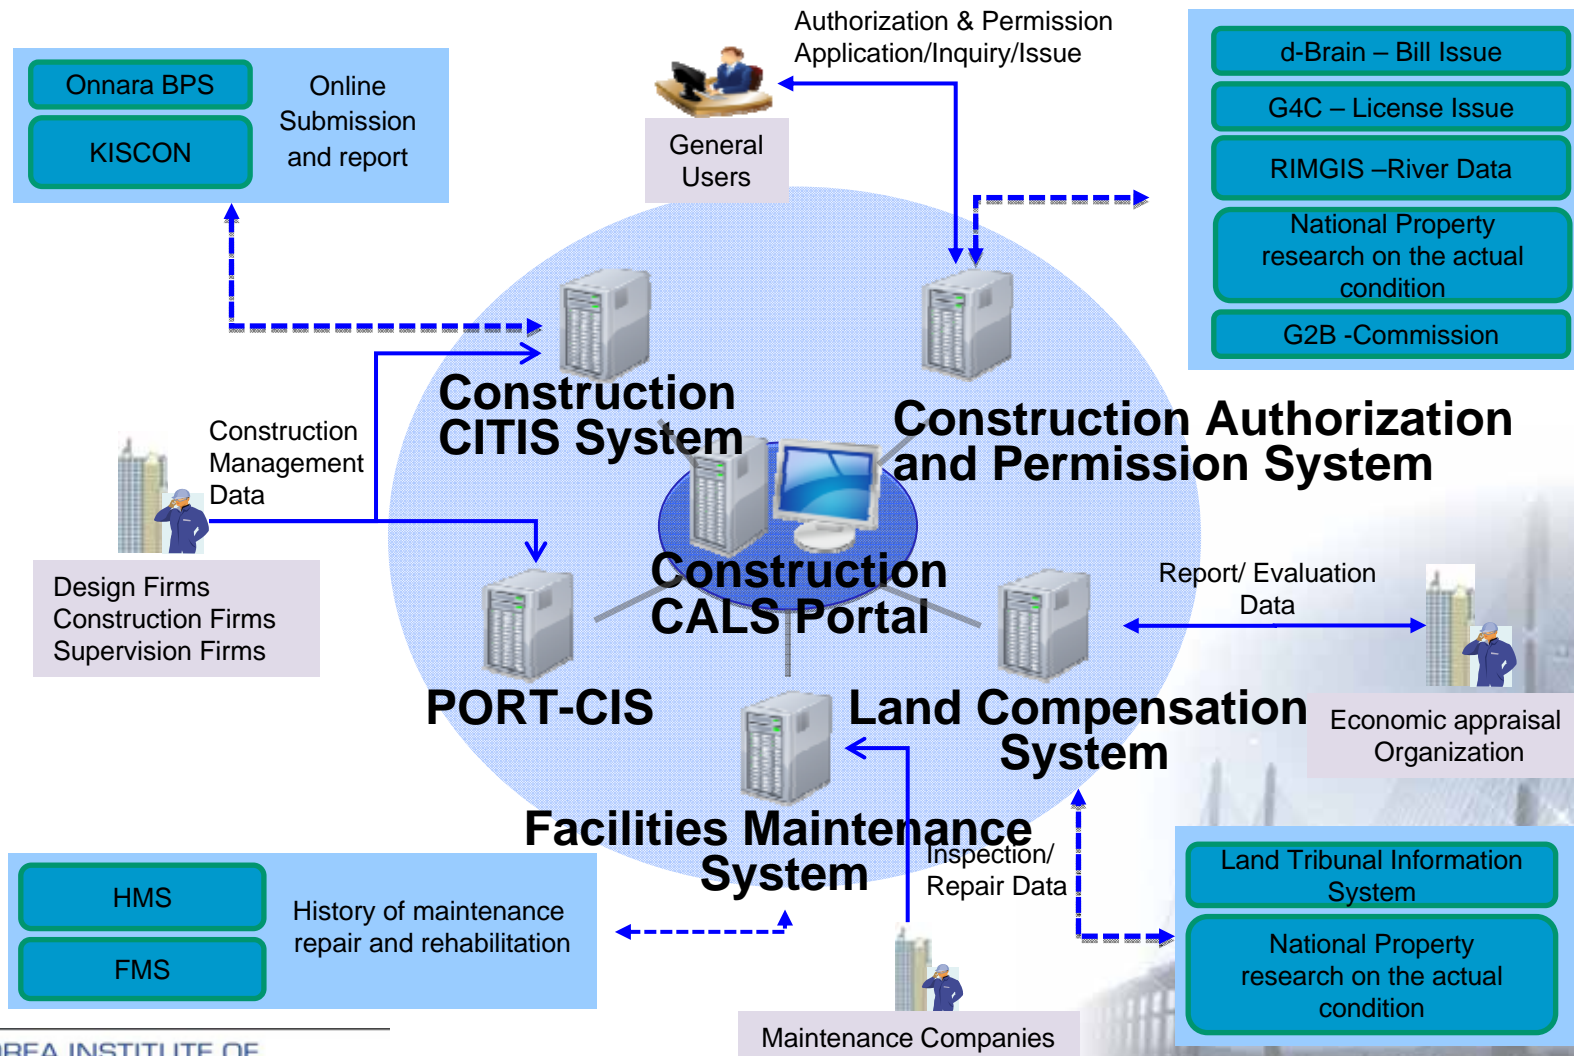 Authorization & Permission
Application/Inquiry/Issue
Onnara BPS
KISCON
Online
Submission
and report
General
Users
d-Brain – Bill Issue
G4C – License Issue
RIMGIS –River Data
National Property
research on the actual
condition
G2B -Commission
Construction
CITIS System
Construction Authorization
and Permission System
Construction
Management
Data
Design Firms
Construction Firms
Supervision Firms
Construction
CALS Portal
Report/ Evaluation
Data
Economic appraisal
Organization
PORT-CIS
Land Compensation
System
Facilities Maintenance
System
Inspection/
Repair Data
HMS
FMS
History of maintenance
repair and rehabilitation
Land Tribunal Information
System
National Property
research on the actual
condition
Maintenance Companies
OREA INSTITUTE OF